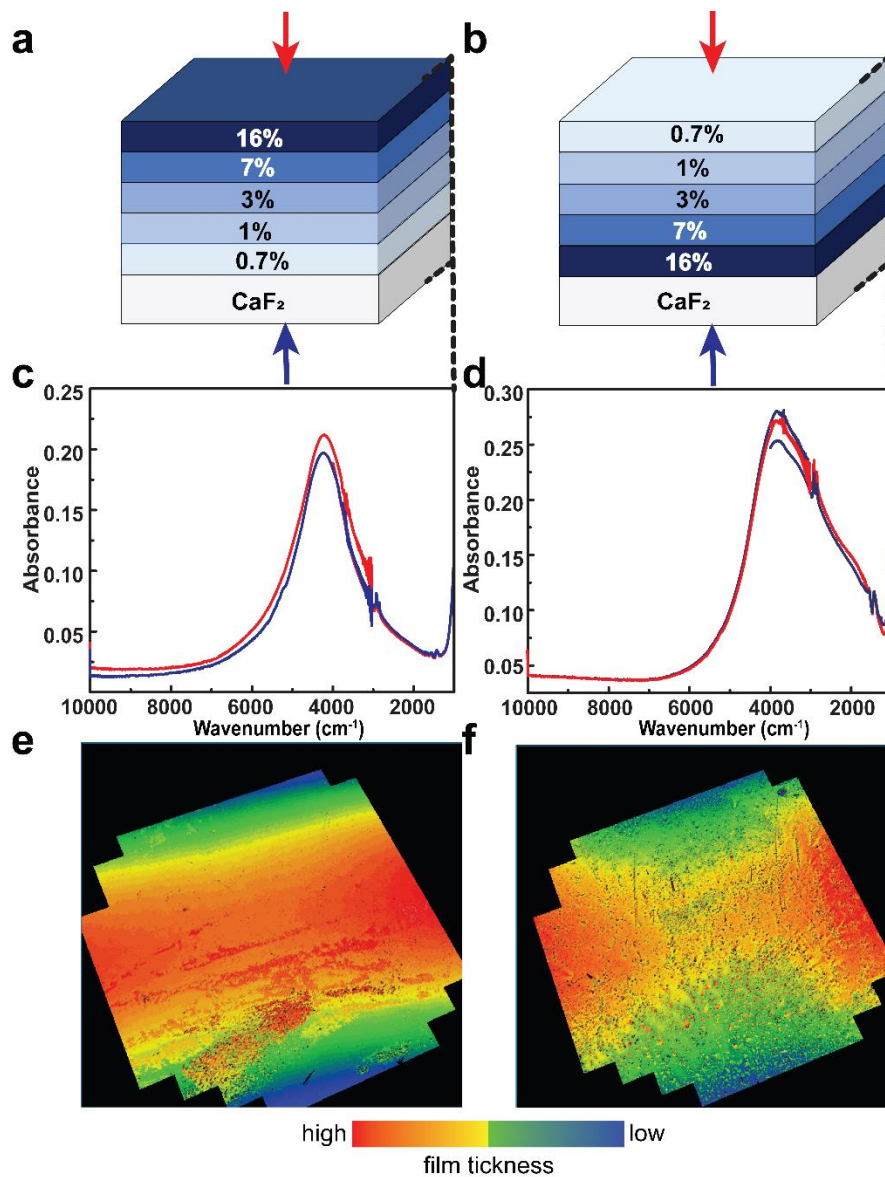 a
b
16%
7%
3%
1%
0.7%
CaF₂
0.7%
1%
3%
7%
16%
CaF₂
c
d
0.25
0.20
0.15
0.10
0.05
Absorbance
10000 8000 6000 4000 2000
Wavenumber (cm⁻¹)
0.30
0.25
0.20
0.15
0.10
0.05
Absorbance
10000 8000 6000 4000 2000
Wavenumber (cm⁻¹)
e
f
high low
film tickness